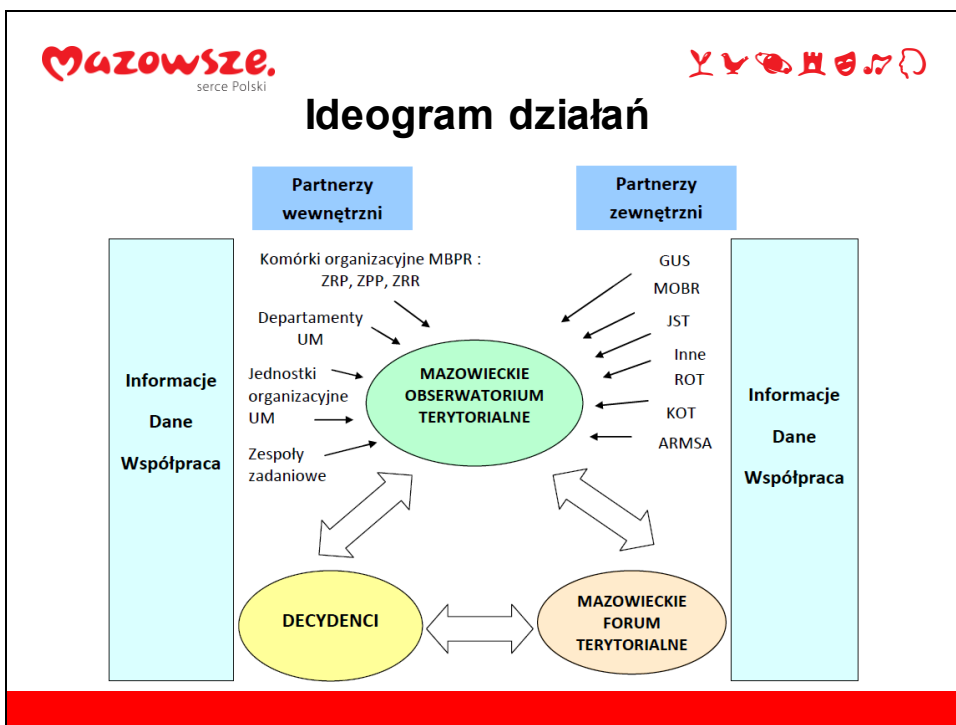 Mazowsze.
serce Polski
Ideogram działań
Partnerzy
wewnętrzni
Partnerzy
zewnętrzni
Informacje
Dane
Współpraca
Komórki organizacyjne MBPR :
ZRP, ZPP, ZRR
Departamenty
UM
Jednostki
organizacyjne
UM
Zespoły
zadaniowe
MAZOWIECKIE
OBSERWATORIUM
TERYTORIALNE
GUS
MOBR
JST
Inne
ROT
KOT
ARMSA
Informacje
Dane
Współpraca
DECYDENCI
MAZOWIECKIE
FORUM
TERYTORIALNE